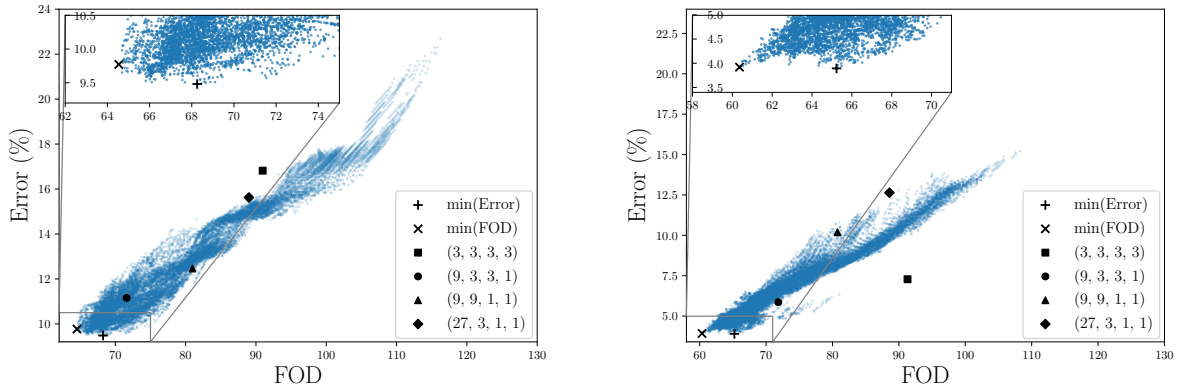 24
22
20
18
16
14
12
10
Error (%)
10.5
10.0
9.5
62 64 66 68 70 72 74
min(Error)
min(FOD)
(3, 3, 3, 3)
(9, 3, 3, 1)
(9, 9, 1, 1)
(27, 3, 1, 1)
70 80 90 100 110 120 130
FOD
22.5
20.0
17.5
15.0
12.5
10.0
7.5
5.0
Error (%)
5.0
4.5
4.0
3.5
58 60 62 64 66 68 70
min(Error)
min(FOD)
(3, 3, 3, 3)
(9, 3, 3, 1)
(9, 9, 1, 1)
(27, 3, 1, 1)
60 70 80 90 100 110 120 130
FOD